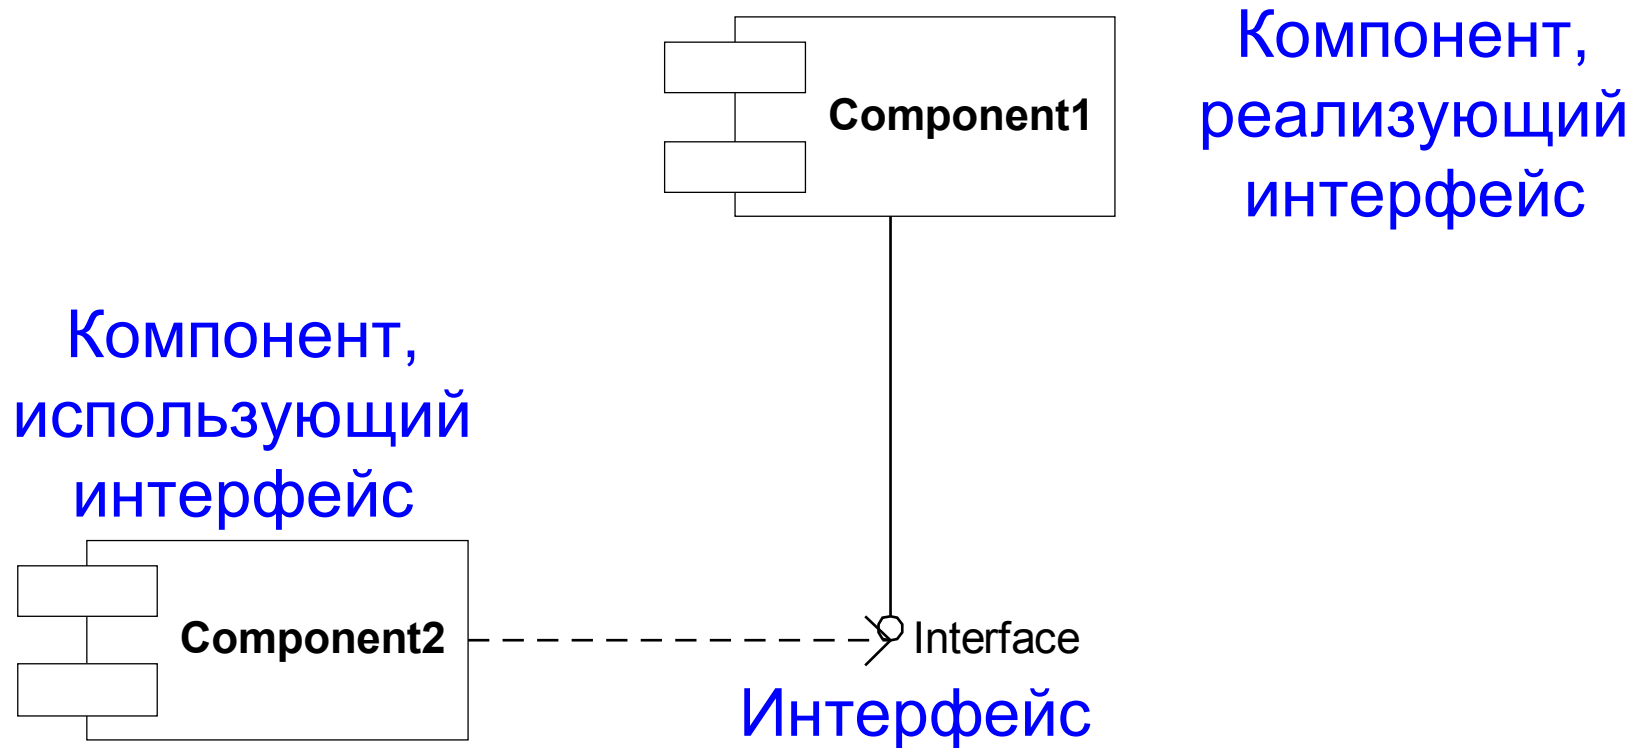 Component1
Компонент,
реализующий
интерфейс
Компонент,
использующий
интерфейс
Component2
Interface
Интерфейс